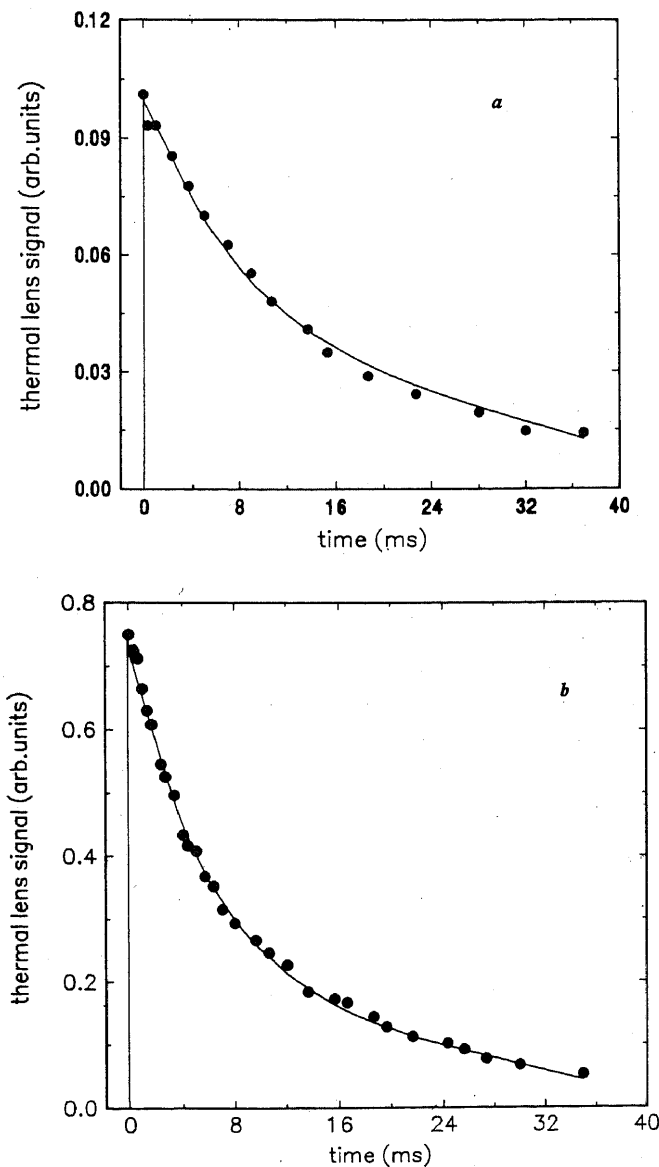 0.12
a
0.09
0.06
0.03
0.00
thermal lens signal (arb.units)
0 8 16 24 32 40
time (ms)
0.8
b
0.6
0.4
0.2
0.0
thermal lens signal (arb.units)
0 8 16 24 32 40
time (ms)